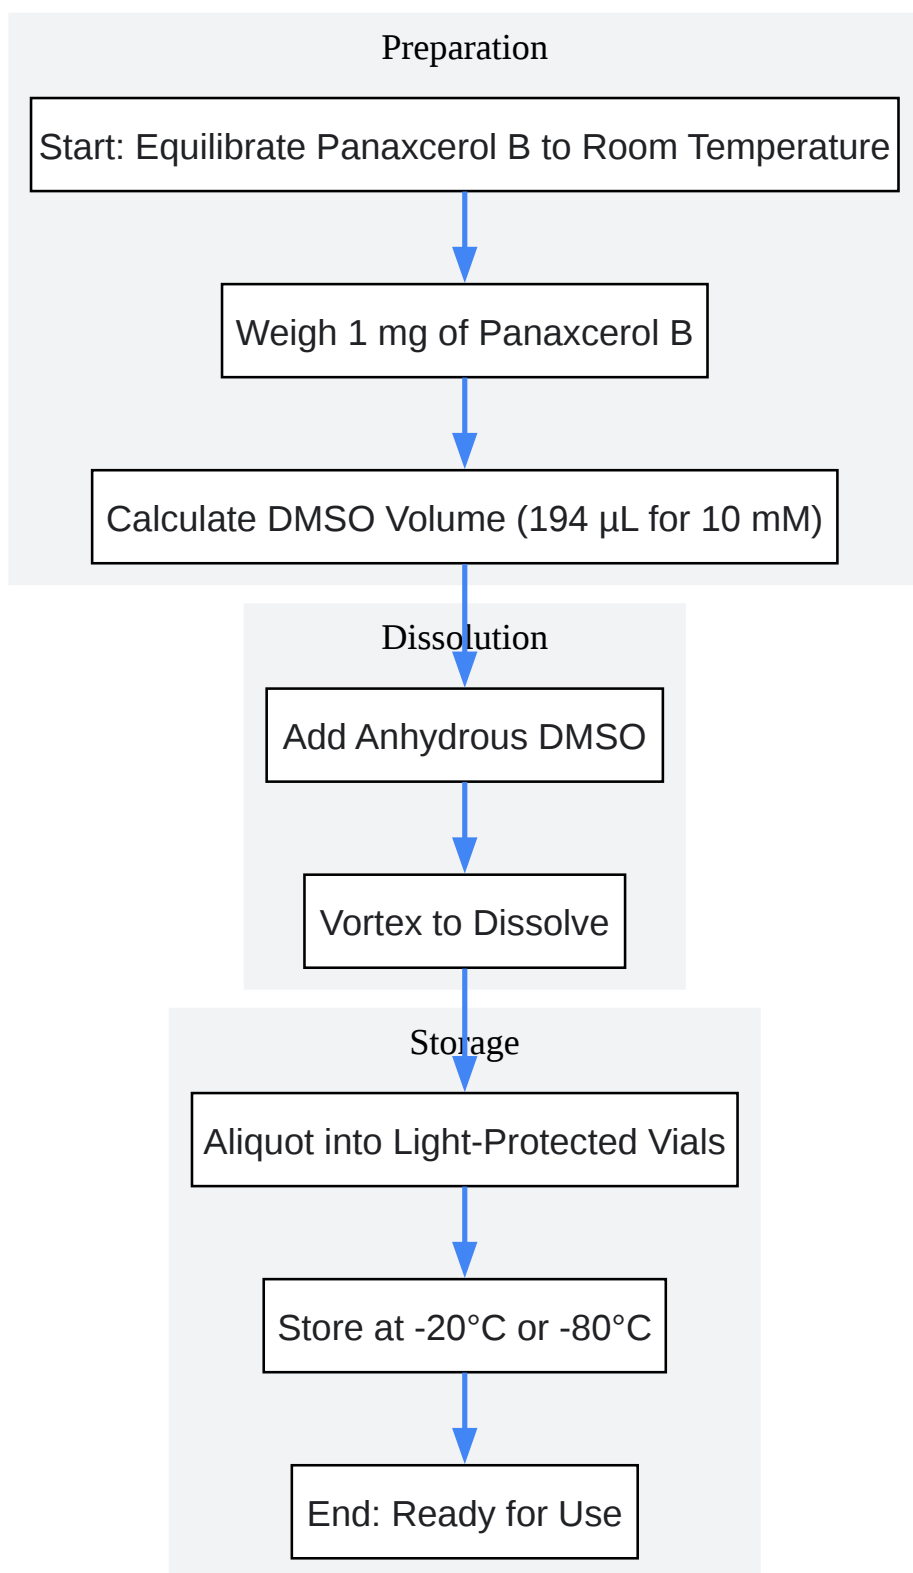 Preparation
Start: Equilibrate Panaxcerol B to Room Temperature
Weigh 1 mg of Panaxcerol B
Calculate DMSO Volume (194 µL for 10 mM)
Dissolution
Add Anhydrous DMSO
Vortex to Dissolve
Storage
Aliquot into Light-Protected Vials
Store at -20°C or -80°C
End: Ready for Use